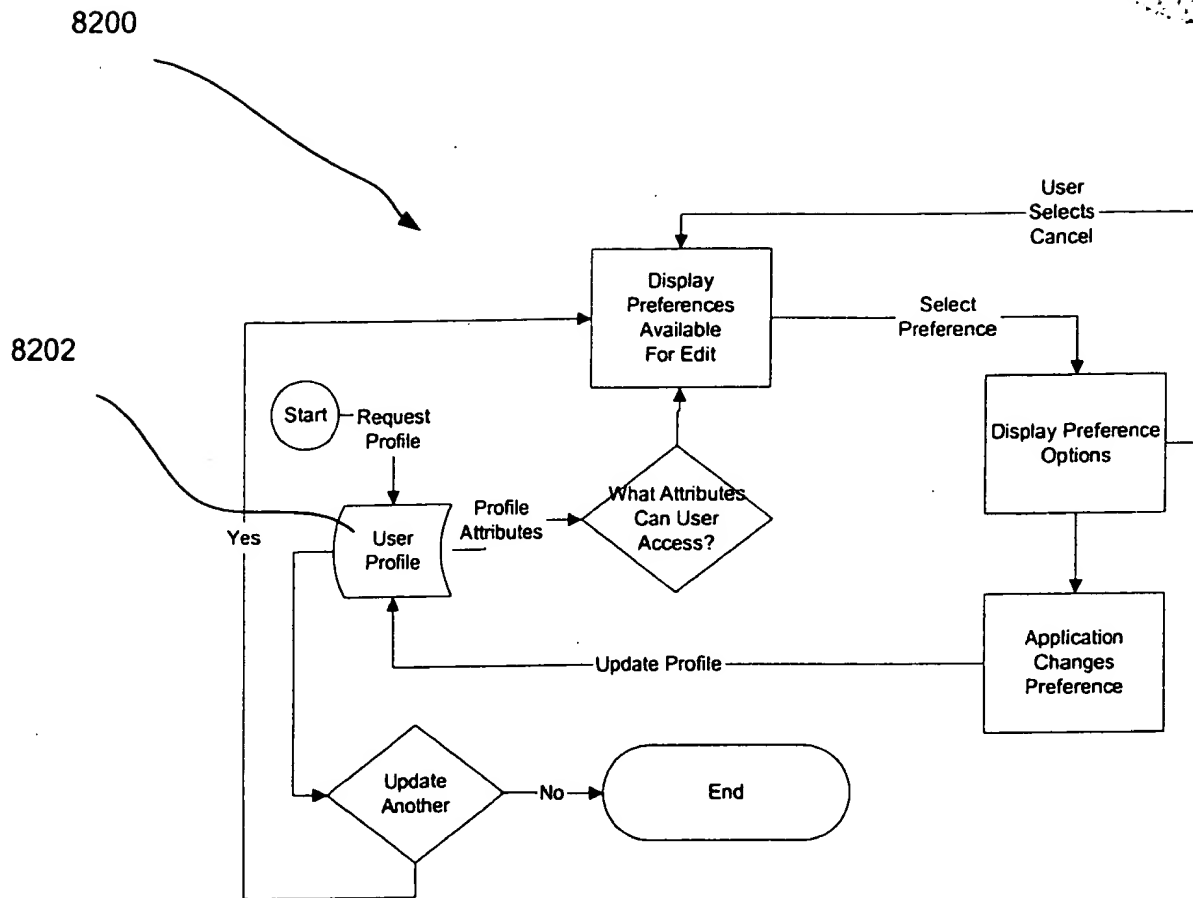 8200
User
Selects
Cancel
Display
Preferences
Available
For Edit
Select
Preference
8202
Start
Request
Profile
Display Preference
Options
What Attributes
Can User
Access?
Profile
Attributes
Yes
User
Profile
Application
Changes
Preference
Update Profile
Update
Another
No
End